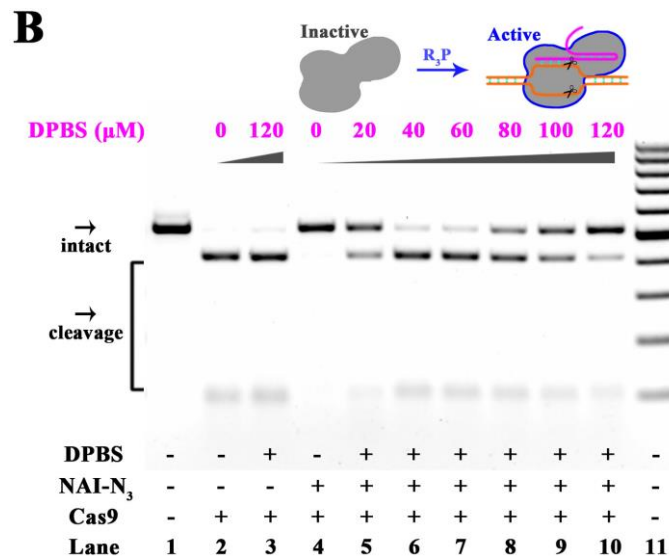 B
Inactive
R₃P
Active
DPBS (μM) 0 120 0 20 40 60 80 100 120
→
intact
→
cleavage
DPBS - - + - + + + + + + -
NAI-N₃ - - - + + + + + + + -
Cas9 - + + + + + + + + + -
Lane 1 2 3 4 5 6 7 8 9 10 11